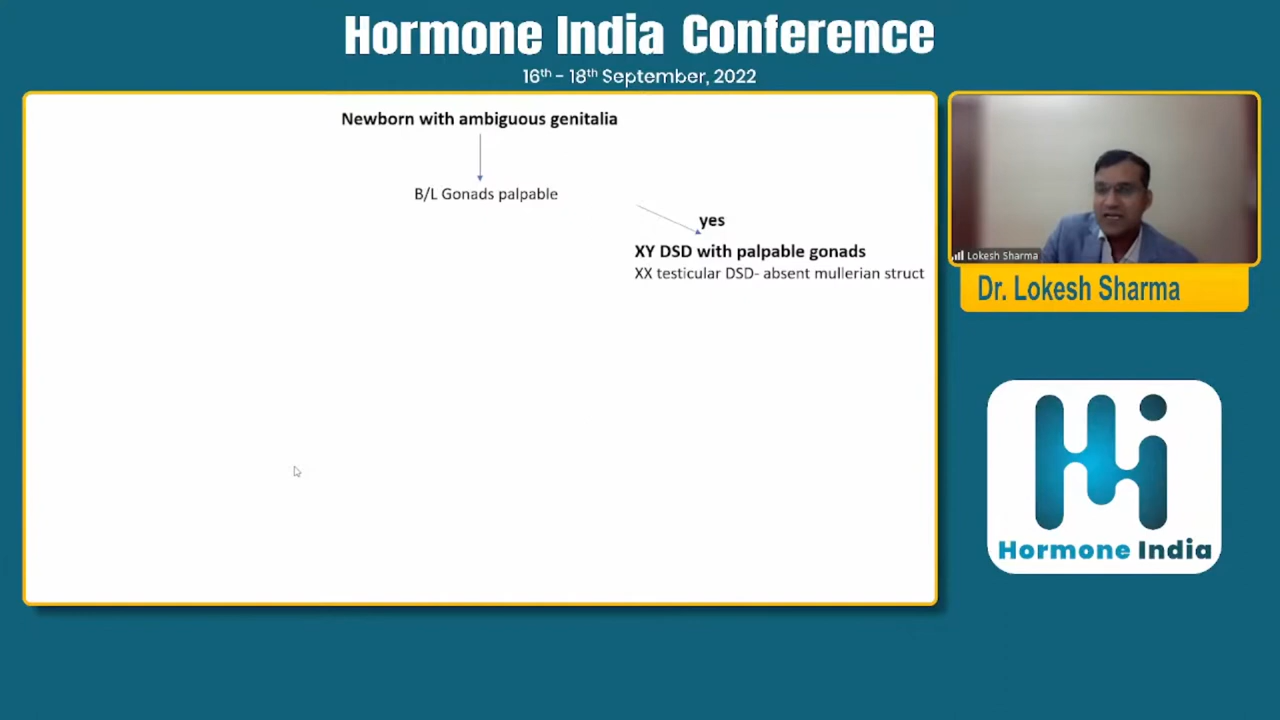 Hormone India Conference
16th - 18th September, 2022
Newborn with ambiguous genitalia
B/L Gonads palpable
yes
XY DSD with palpable gonads
XX testicular DSD- absent mullerian struct
Lokesh Sharma
Dr. Lokesh Sharma
Hi
Hormone India